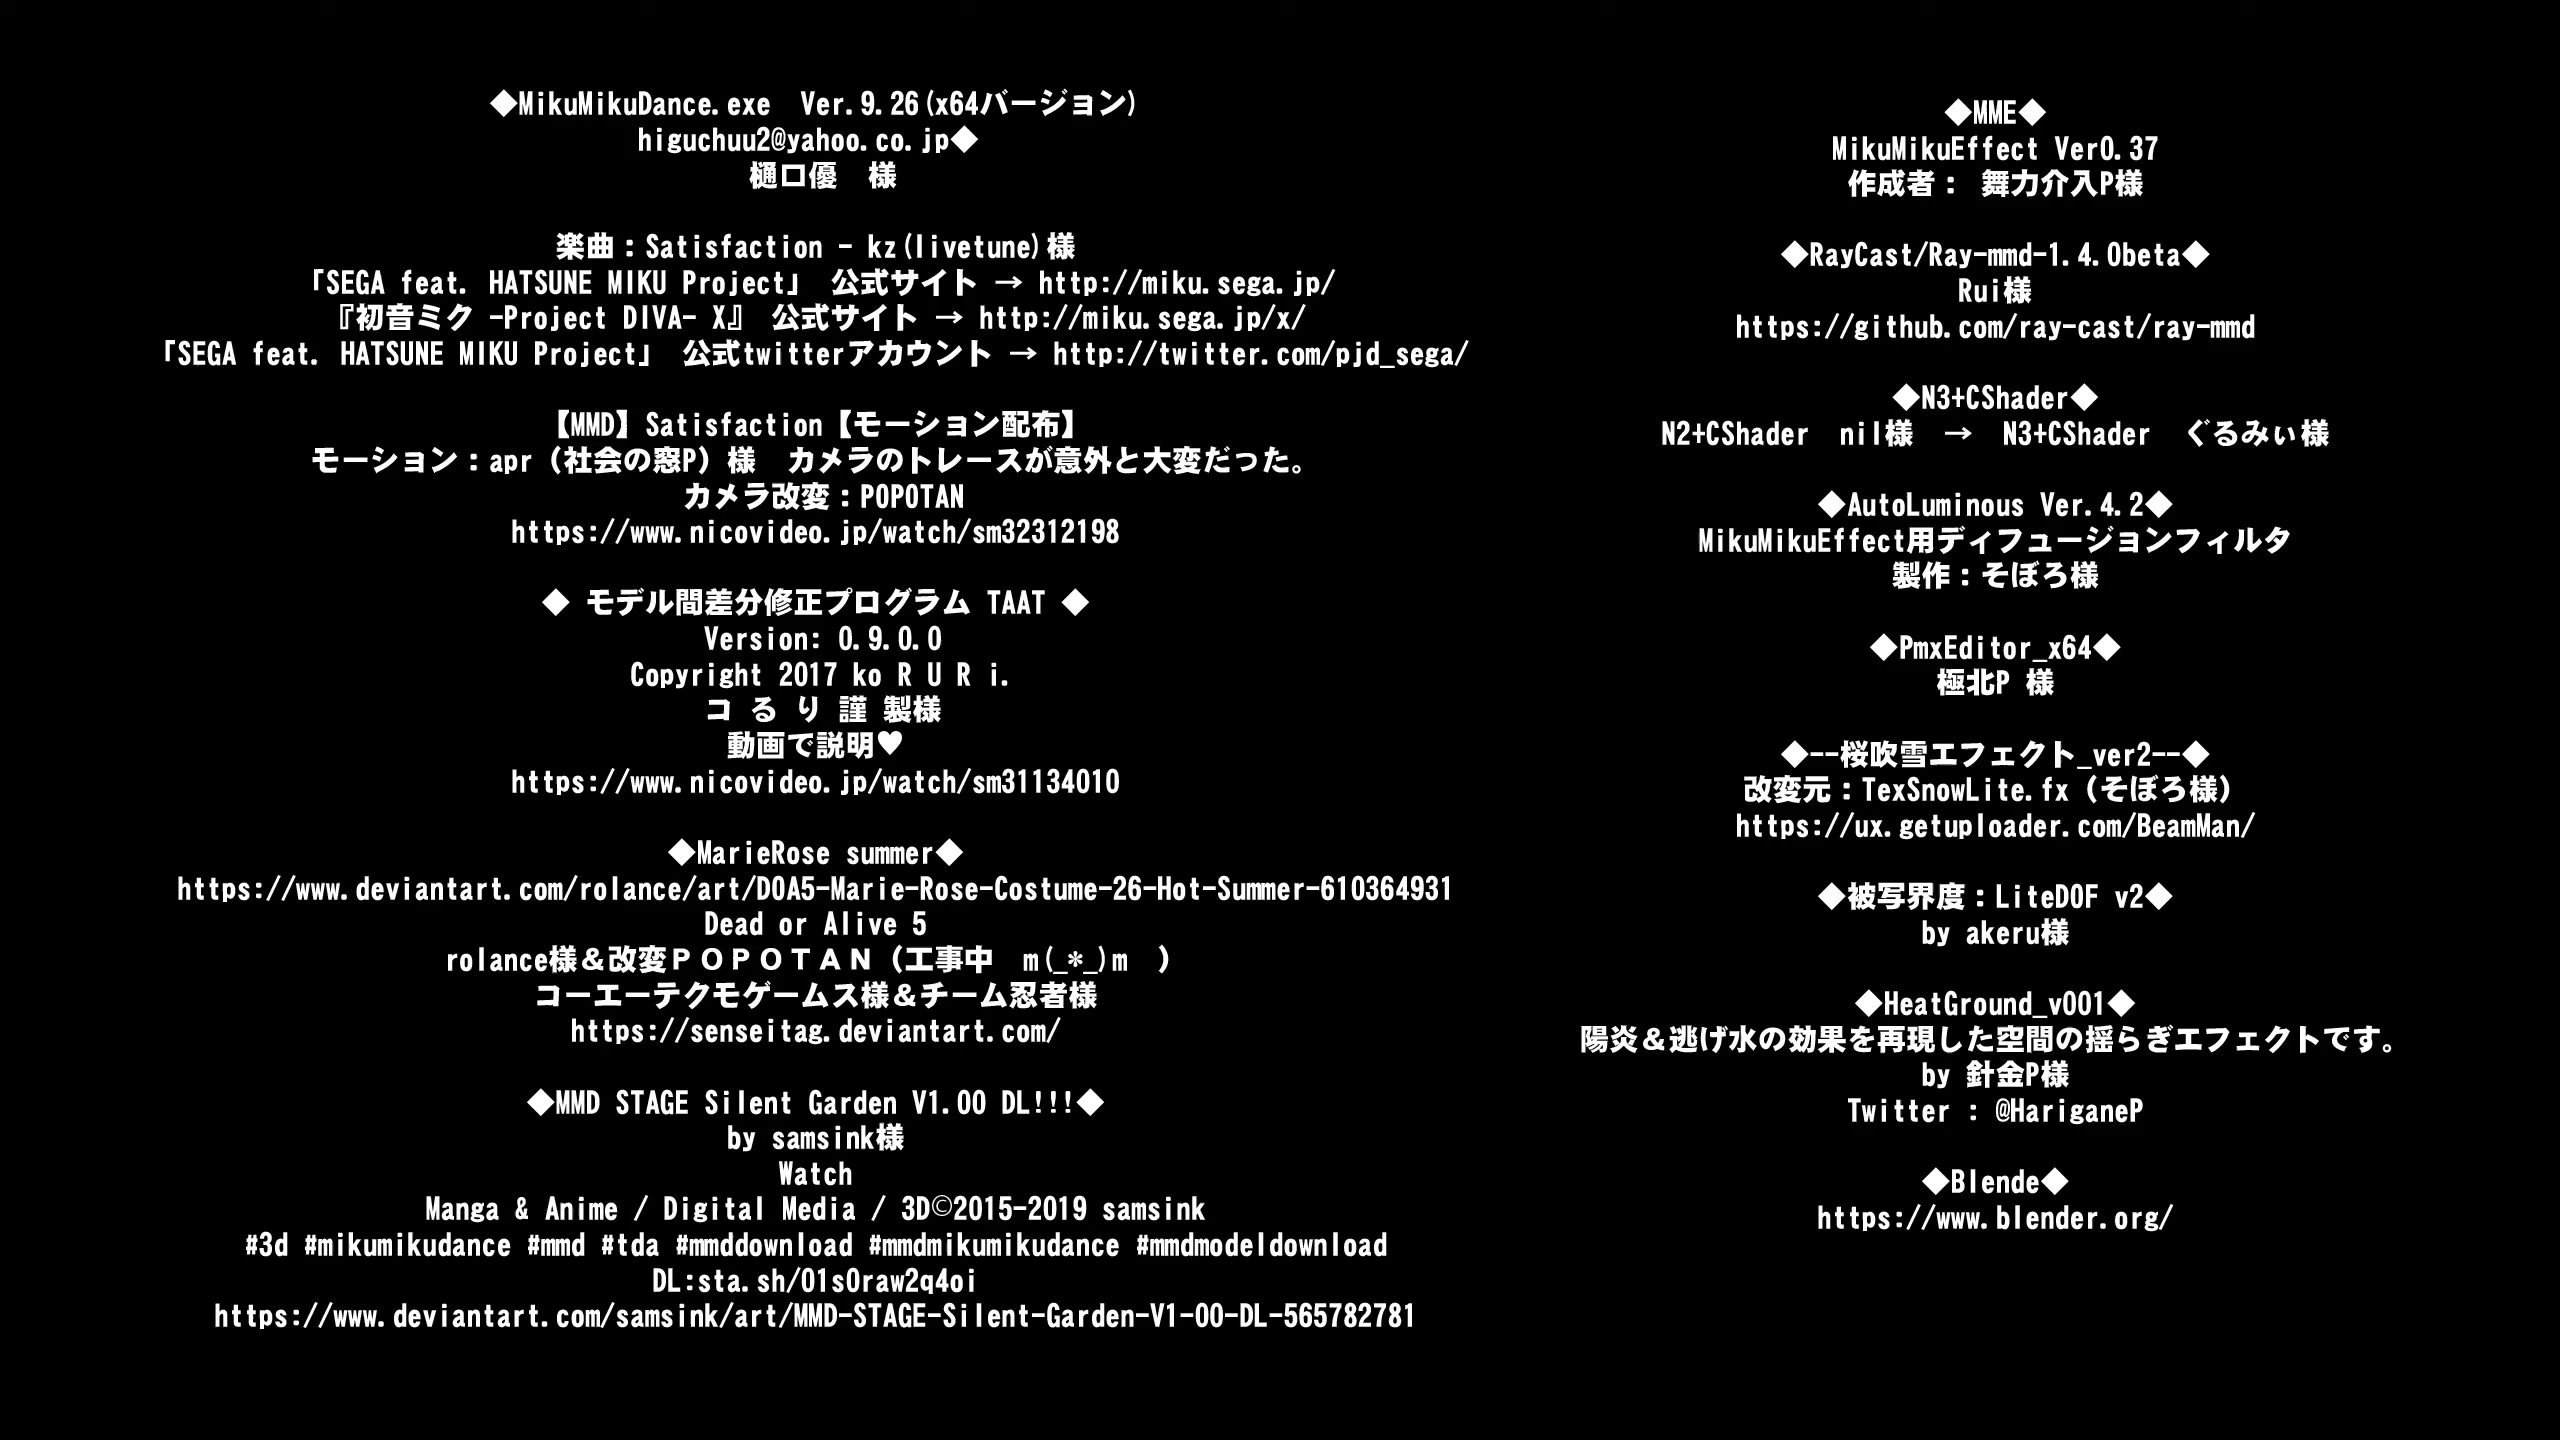 ◆MikuMikuDance.exe　Ver.9.26(x64バージョン)
higuchuu2@yahoo.co.jp◆
樋口優　様
楽曲：Satisfaction - kz(livetune)様
「SEGA feat. HATSUNE MIKU Project」 公式サイト → http://miku.sega.jp/
『初音ミク -Project DIVA- X』 公式サイト → http://miku.sega.jp/x/
「SEGA feat. HATSUNE MIKU Project」 公式twitterアカウント → http://twitter.com/pjd_sega/
【MMD】Satisfaction【モーション配布】
モーション：apr（社会の窓P）様　カメラのトレースが意外と大変だった。
カメラ改変：POPOTAN
https://www.nicovideo.jp/watch/sm32312198
◆ モデル間差分修正プログラム TAAT ◆
Version: 0.9.0.0
Copyright 2017 ko R U R i.
コ る り 謹 製様
動画で説明♥
https://www.nicovideo.jp/watch/sm31134010
◆MarieRose summer◆
https://www.deviantart.com/rolance/art/DOA5-Marie-Rose-Costume-26-Hot-Summer-610364931
Dead or Alive 5
rolance様＆改変ＰＯＰＯＴＡＮ（工事中　m(_*_)m　）
コーエーテクモゲームス様＆チーム忍者様
https://senseitag.deviantart.com/
◆MMD STAGE Silent Garden V1.00 DL!!!◆
by samsink様
Watch
Manga & Anime / Digital Media / 3D©2015-2019 samsink
#3d #mikumikudance #mmd #tda #mmddownload #mmdmikumikudance #mmdmodeldownload
DL:sta.sh/01s0raw2q4oi
https://www.deviantart.com/samsink/art/MMD-STAGE-Silent-Garden-V1-00-DL-565782781
◆MME◆
MikuMikuEffect Ver0.37
作成者： 舞力介入P様
◆RayCast/Ray-mmd-1.4.0beta◆
Rui様
https://github.com/ray-cast/ray-mmd
◆N3+CShader◆
N2+CShader　nil様　→　N3+CShader　ぐるみぃ様
◆AutoLuminous Ver.4.2◆
MikuMikuEffect用ディフュージョンフィルタ
製作：そぼろ様
◆PmxEditor_x64◆
極北P 様
◆--桜吹雪エフェクト_ver2--◆
改変元：TexSnowLite.fx（そぼろ様）
https://ux.getuploader.com/BeamMan/
◆被写界度：LiteDOF v2◆
by akeru様
◆HeatGround_v001◆
陽炎＆逃げ水の効果を再現した空間の揺らぎエフェクトです。
by 針金P様
Twitter : @HariganeP
◆Blende◆
https://www.blender.org/